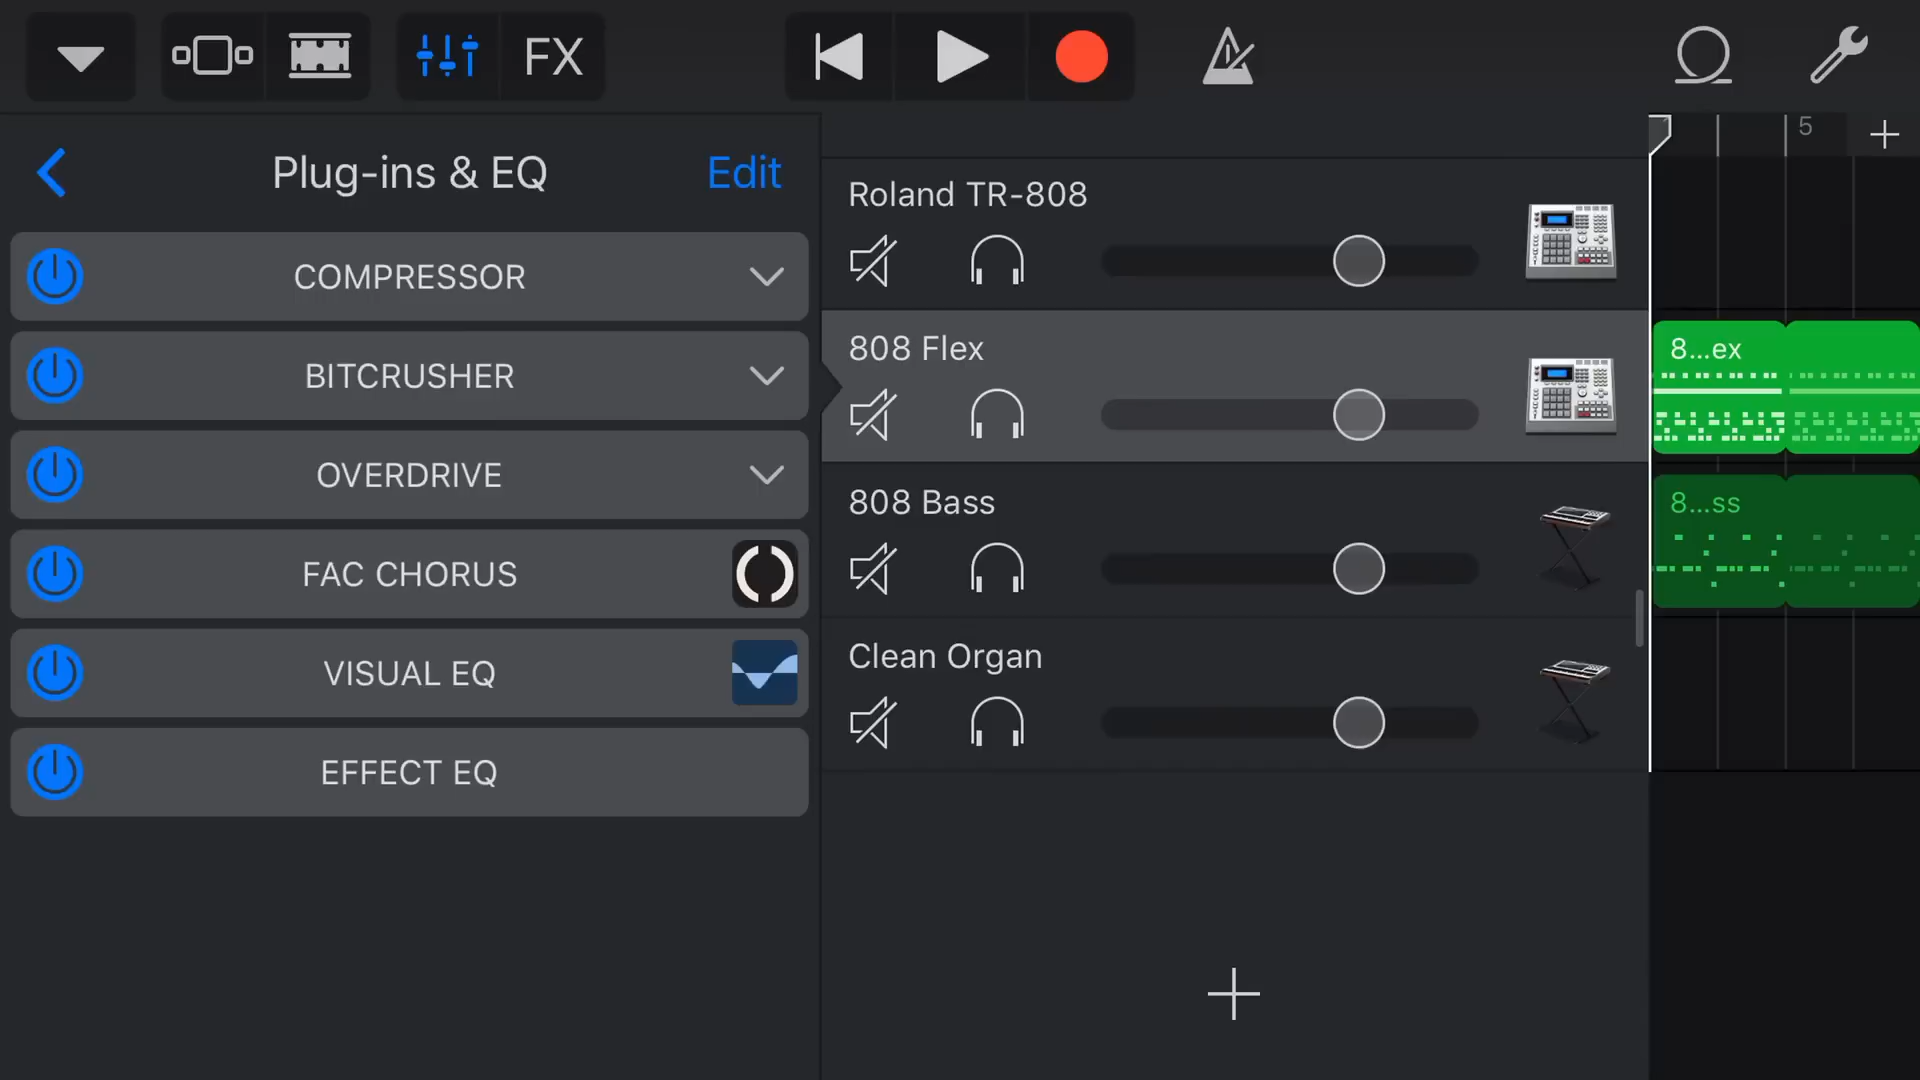 FX
Plug-ins & EQ
Edit
COMPRESSOR
BITCRUSHER
OVERDRIVE
FAC CHORUS
VISUAL EQ
EFFECT EQ
Roland TR-808
808 Flex
808 Bass
Clean Organ
5
8...ex
8...ss